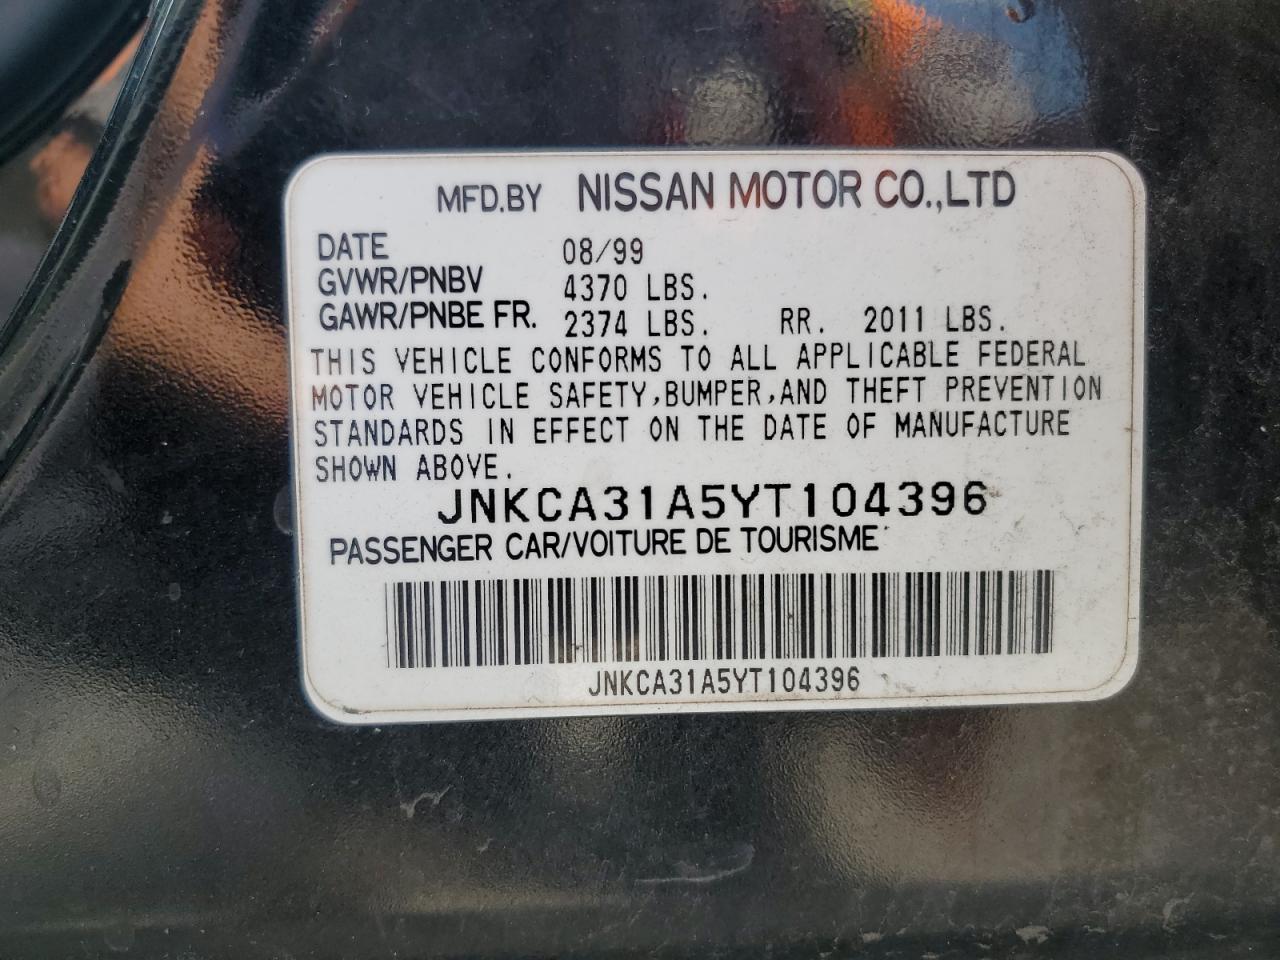 MFD.BY NISSAN MOTOR CO.,LTD
DATE 08/99
GVWR/PNBV 4370 LBS.
GAWR/PNBE FR. 2374 LBS. RR. 2011 LBS.
THIS VEHICLE CONFORMS TO ALL APPLICABLE FEDERAL
MOTOR VEHICLE SAFETY,BUMPER,AND THEFT PREVENTION
STANDARDS IN EFFECT ON THE DATE OF MANUFACTURE
SHOWN ABOVE.
JNKCA31A5YT104396
PASSENGER CAR/VOITURE DE TOURISME
JNKCA31A5YT104396